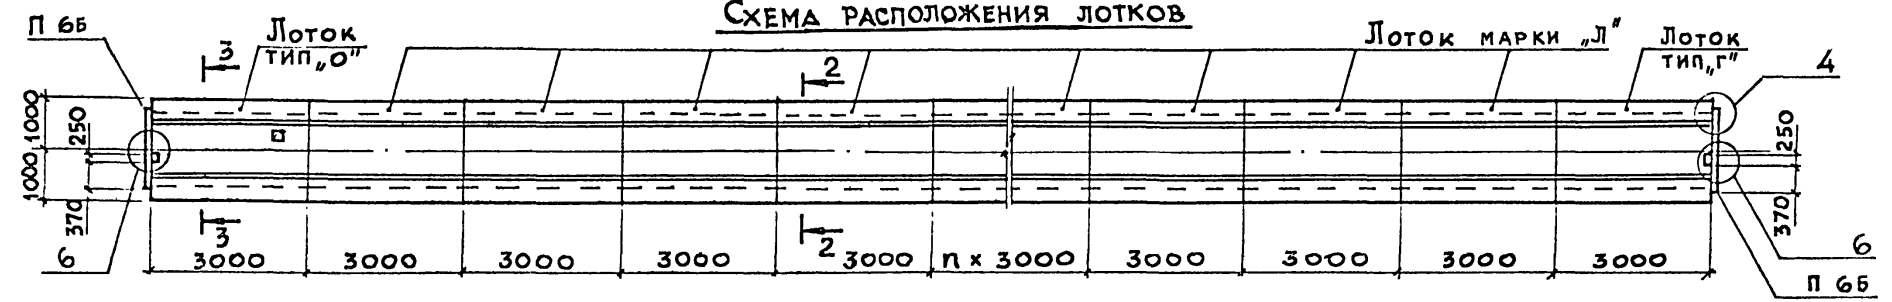 Схема расположения лотков
П 6Б
Лоток
тип „О"
Лоток марки „Л"
Лоток
тип „Г"
4
3
2
1000
250
1000
370
250
370
3
2
6
3000
3000
3000
3000
3000
п × 3000
3000
3000
3000
3000
6
П 6Б